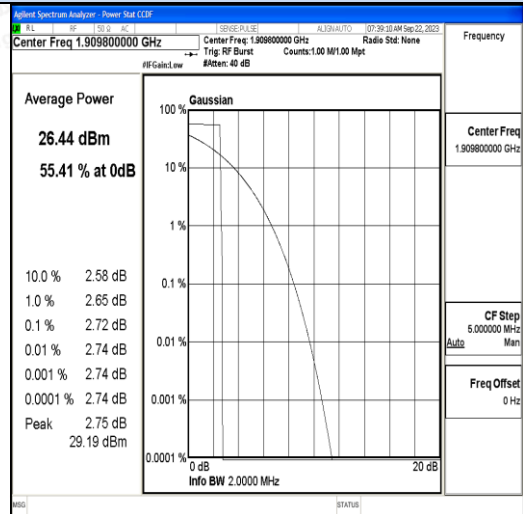 Agilent Spectrum Analyzer - Power Stat CCDF
RL RF 50 Ω AC SENSE:PULSE ALIGN AUTO 07:39:10 AM Sep 22, 2023
Center Freq 1.909800000 GHz
Center Freq: 1.909800000 GHz
Radio Std: None
Trig: RF Burst
Counts:1.00 M/1.00 Mpt
#IFGain:Low
#Atten: 40 dB
Frequency
Average Power
26.44 dBm
55.41 % at 0dB
10.0 % 2.58 dB
1.0 % 2.65 dB
0.1 % 2.72 dB
0.01 % 2.74 dB
0.001 % 2.74 dB
0.0001 % 2.74 dB
Peak 2.75 dB
29.19 dBm
Gaussian
100 %
10 %
1 %
0.1 %
0.01 %
0.001 %
0.0001 %
0 dB
20 dB
Info BW 2.0000 MHz
Center Freq
1.909800000 GHz
CF Step
5.000000 MHz
Auto Man
Freq Offset
0 Hz
MSG
STATUS